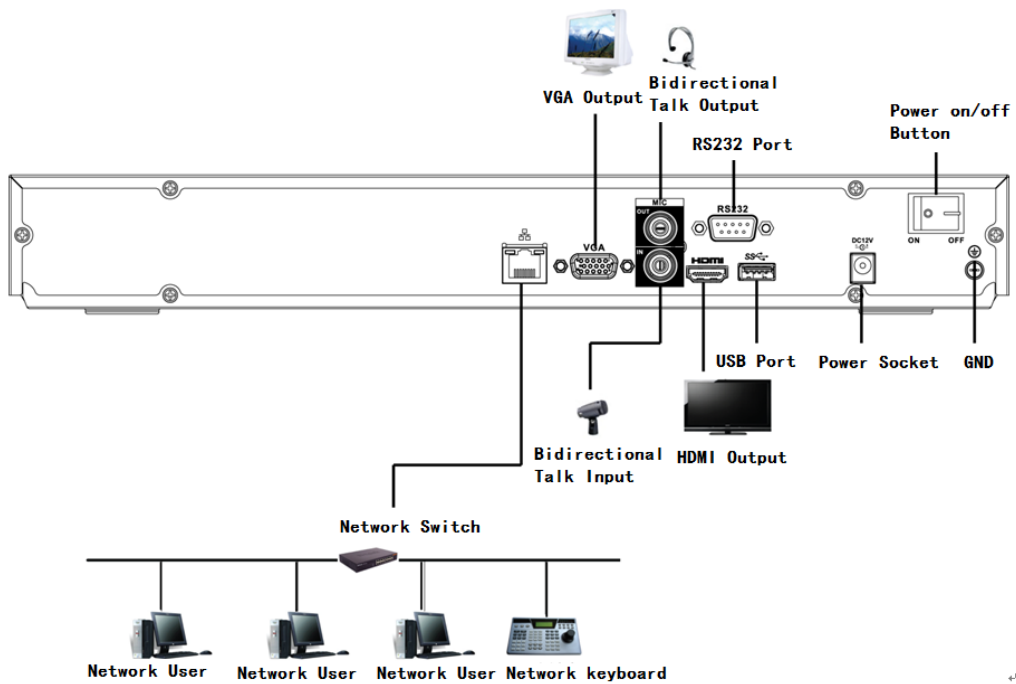 VGA Output
Bidirectional
Talk Output
RS232 Port
Power on/off
Button
MIC
OUT
IN
VGA
RS232
HDMI
SS
DC12V
ON OFF
USB Port
Power Socket
GND
Bidirectional
Talk Input
HDMI Output
Network Switch
Network User
Network User
Network User
Network keyboard